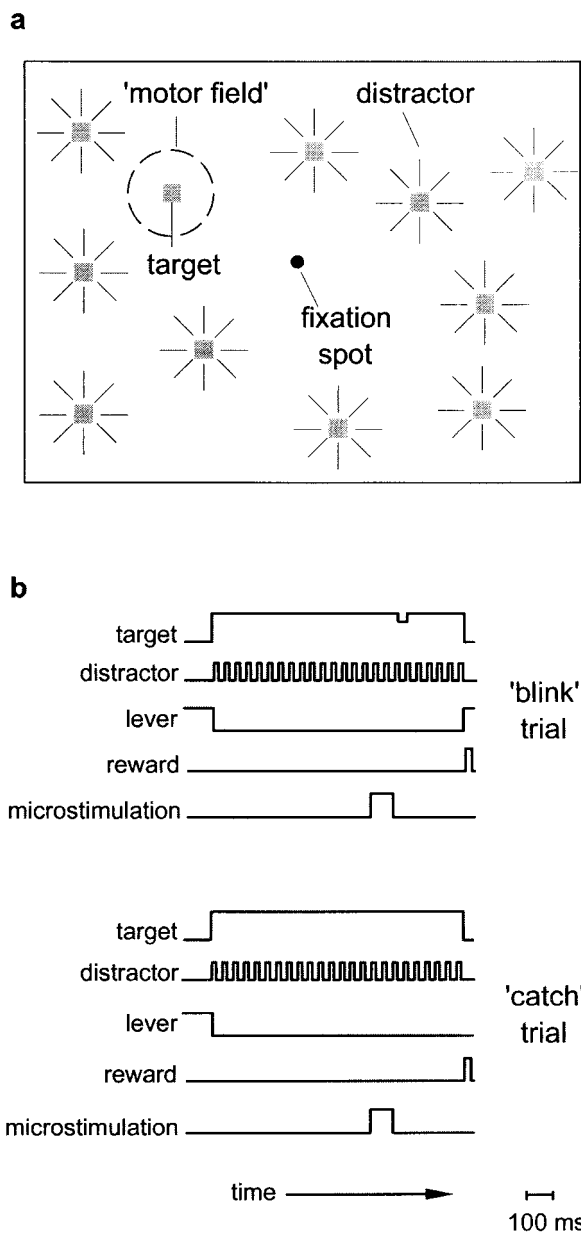 a
'motor field'
distractor
target
fixation
spot
b
target
distractor
lever
reward
microstimulation
'blink'
trial
target
distractor
lever
reward
microstimulation
'catch'
trial
time
100 ms